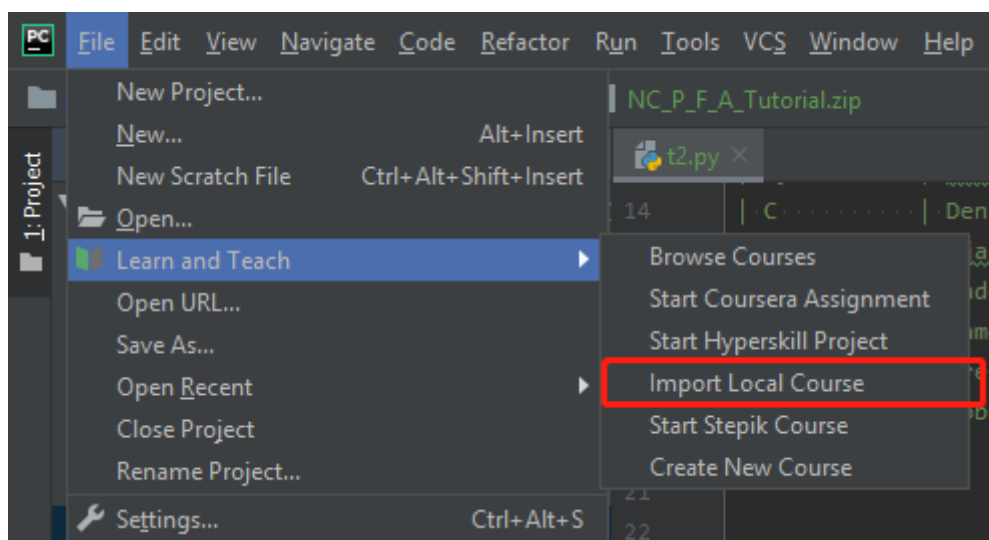 PC File Edit View Navigate Code Refactor Run Tools VCS Window Help
New Project...
NC_P_F_A_Tutorial.zip
New... Alt+Insert
t2.py
New Scratch File Ctrl+Alt+Shift+Insert
1: Project
Open...
14 | C | Den
Learn and Teach
Browse Courses
Open URL...
Start Coursera Assignment
Save As...
Start Hyperskill Project
Open Recent
Import Local Course
Close Project
Start Stepik Course
Rename Project...
Create New Course
21
Settings... Ctrl+Alt+S
22